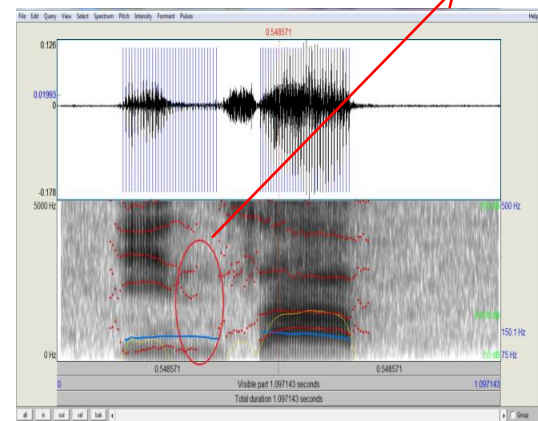 File Edit Query View Select Spectrum Pitch Intensity Formant Pulses Help
0.548571
0.126
0.01993
0
-0.178
5000 Hz 500 Hz
150.1 Hz
0 Hz 50 dB 75 Hz
0.548571 0.548571
0 Visible part 1.097143 seconds 1.097143
Total duration 1.097143 seconds
all in out sel bak Group